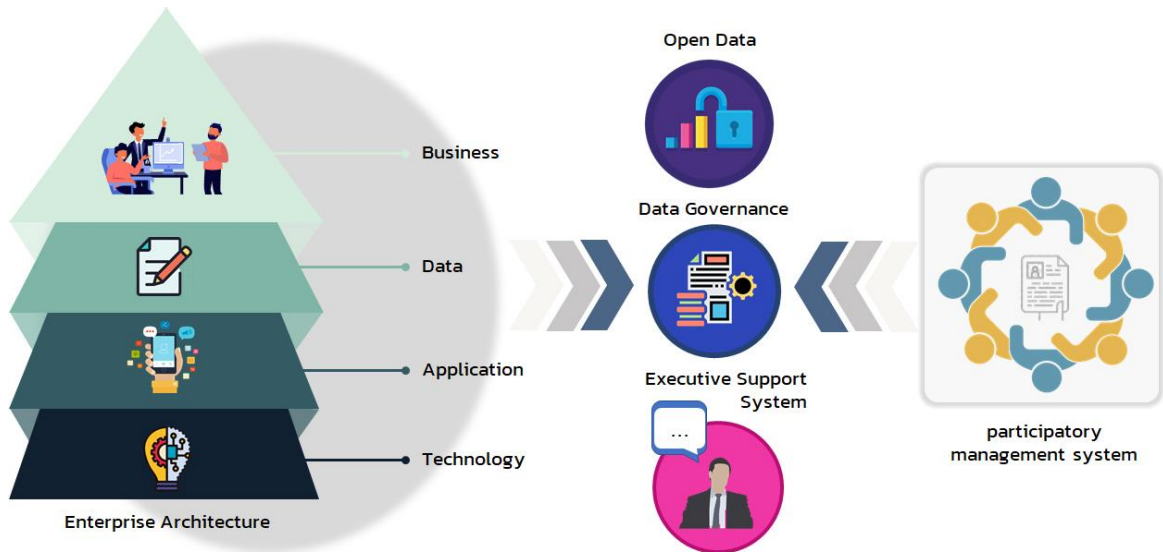 Business
Data
Application
Technology
Enterprise Architecture
Open Data
Data Governance
Executive Support
System
...
participatory
management system